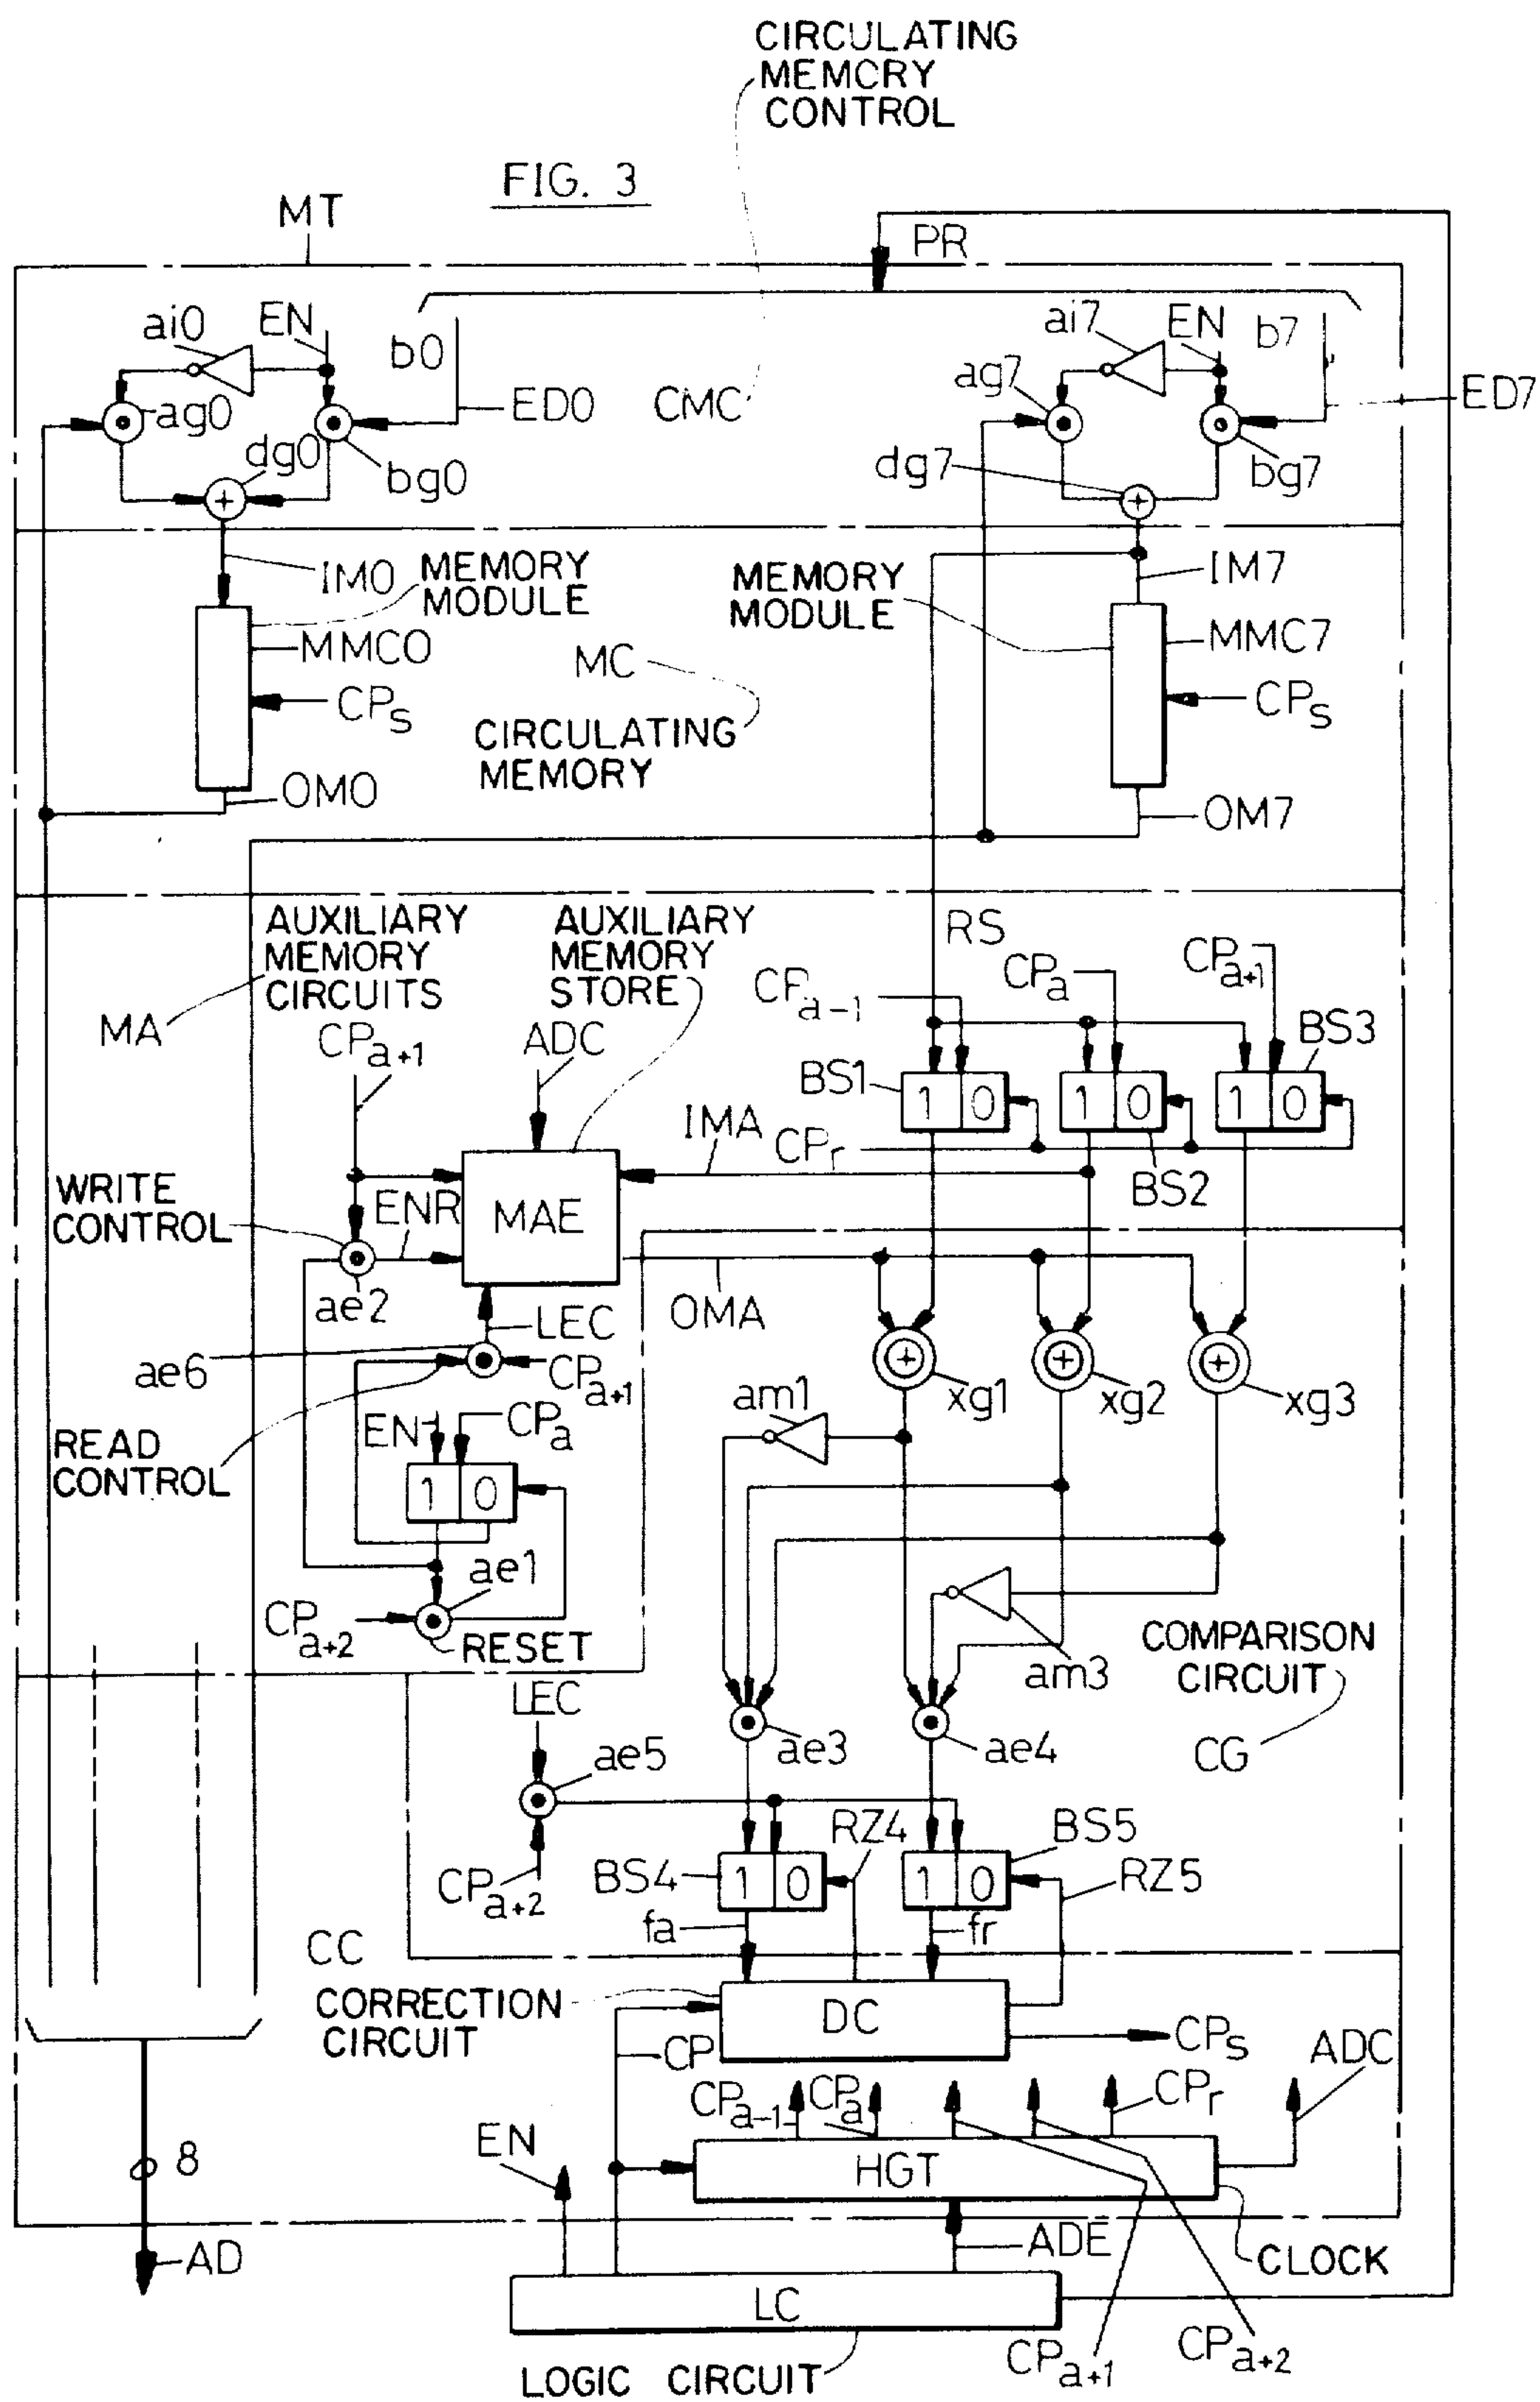 CIRCULATING
MEMORY
CONTROL
FIG. 3
MT
PR
ai0
EN
b0
ED0
CMC
ag0
dg0
bg0
ai7
EN
b7
ag7
ED7
dg7
bg7
IM0
MEMORY
MODULE
MMC0
CPs
MC
CIRCULATING
MEMORY
OM0
MEMORY
MODULE
IM7
MMC7
CPs
OM7
AUXILIARY
MEMORY
CIRCUITS
AUXILIARY
MEMORY
STORE
MA
CPa+1
ADC
RS
CPa-1
CPa
CPa+1
BS1
1 0
1 0
1 0
BS3
IMA
CPr
BS2
WRITE
CONTROL
ENR
MAE
ae2
LEC
OMA
ae6
CPa+1
READ
CONTROL
EN
CPa
1 0
ae1
CPa+2
RESET
xg1
xg2
xg3
am1
am3
COMPARISON
CIRCUIT
CG
LEC
ae5
ae3
ae4
CPa+2
BS4
1 0
RZ4
1 0
BS5
RZ5
fa
fr
CC
CORRECTION
CIRCUIT
DC
CP
CPs
ADC
CPa-1
CPa
CPr
EN
HGT
8
AD
ADE
CLOCK
LC
CPa+1
CPa+2
LOGIC CIRCUIT